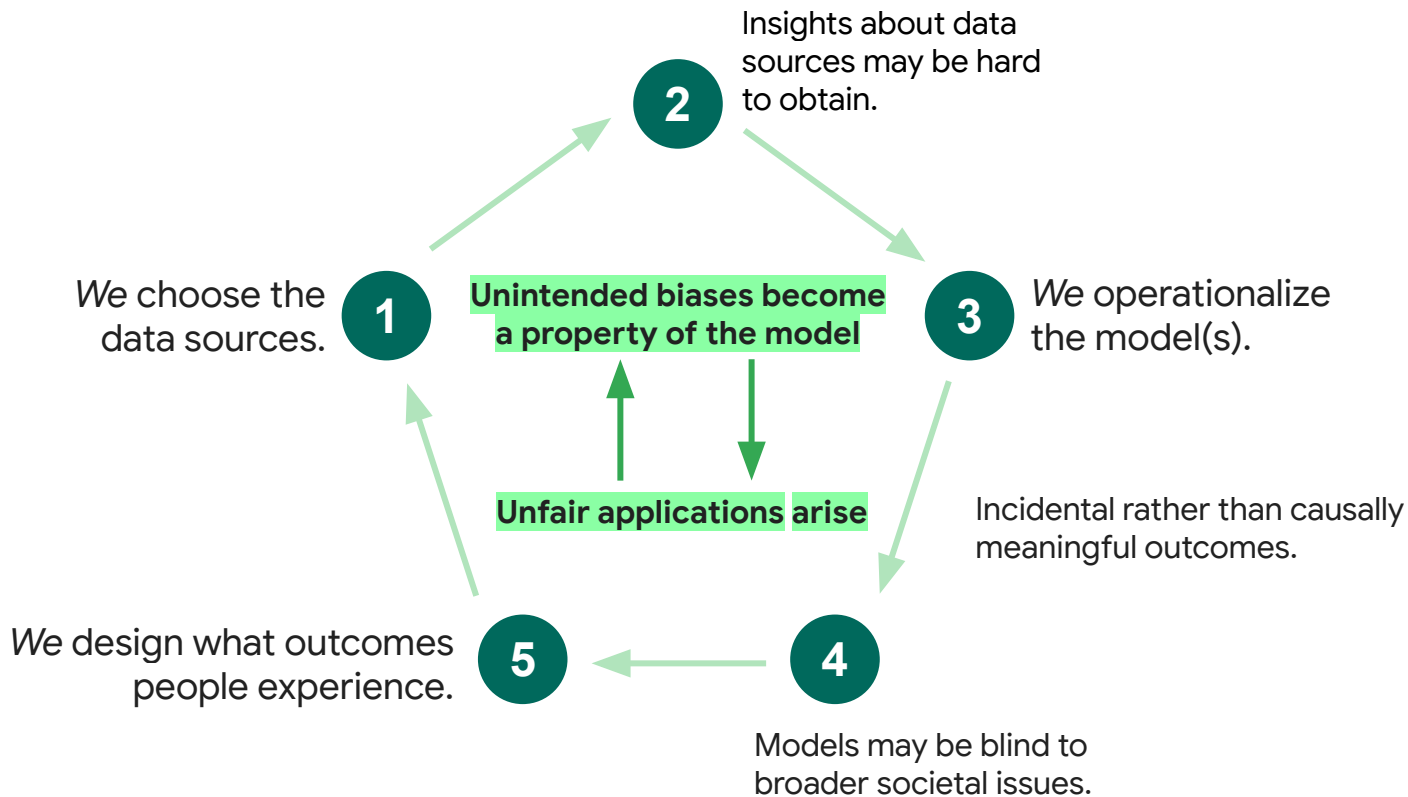 Insights about data
sources may be hard
to obtain.
2
We choose the
data sources.
1
Unintended biases become
a property of the model
3
We operationalize
the model(s).
Unfair applications arise
Incidental rather than causally
meaningful outcomes.
We design what outcomes
people experience.
5
4
Models may be blind to
broader societal issues.